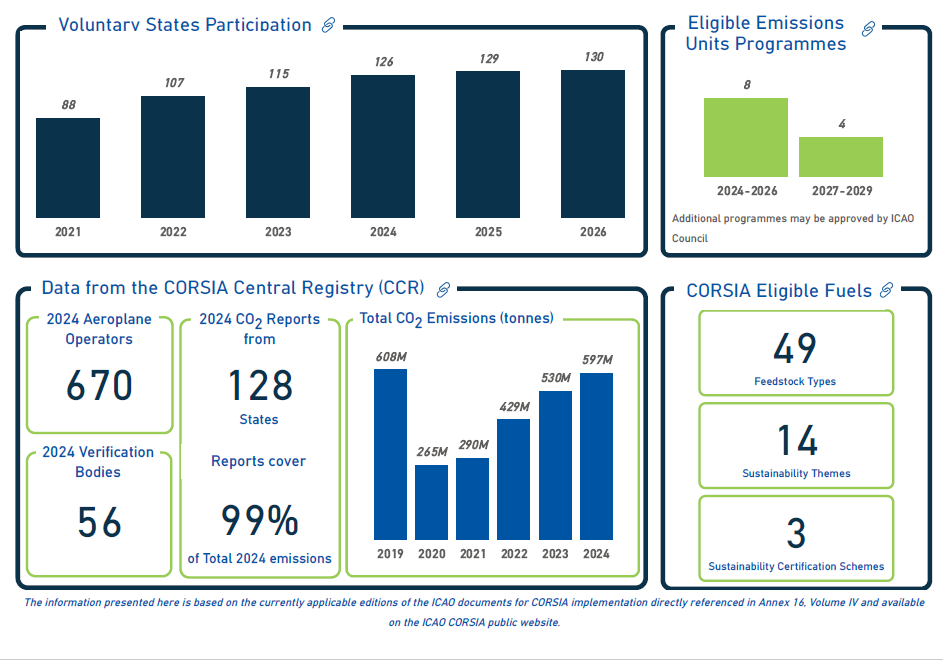 Voluntary States Participation
88
107
115
126
129
130
2021
2022
2023
2024
2025
2026
Eligible Emissions
Units Programmes
8
4
2024-2026
2027-2029
Additional programmes may be approved by ICAO
Council
Data from the CORSIA Central Registry (CCR)
2024 Aeroplane
Operators
670
2024 Verification
Bodies
56
2024 CO2 Reports
from
128
States
Reports cover
99%
of Total 2024 emissions
Total CO2 Emissions (tonnes)
608M
265M
290M
429M
530M
597M
2019
2020
2021
2022
2023
2024
CORSIA Eligible Fuels
49
Feedstock Types
14
Sustainability Themes
3
Sustainability Certification Schemes
The information presented here is based on the currently applicable editions of the ICAO documents for CORSIA implementation directly referenced in Annex 16, Volume IV and available
on the ICAO CORSIA public website.